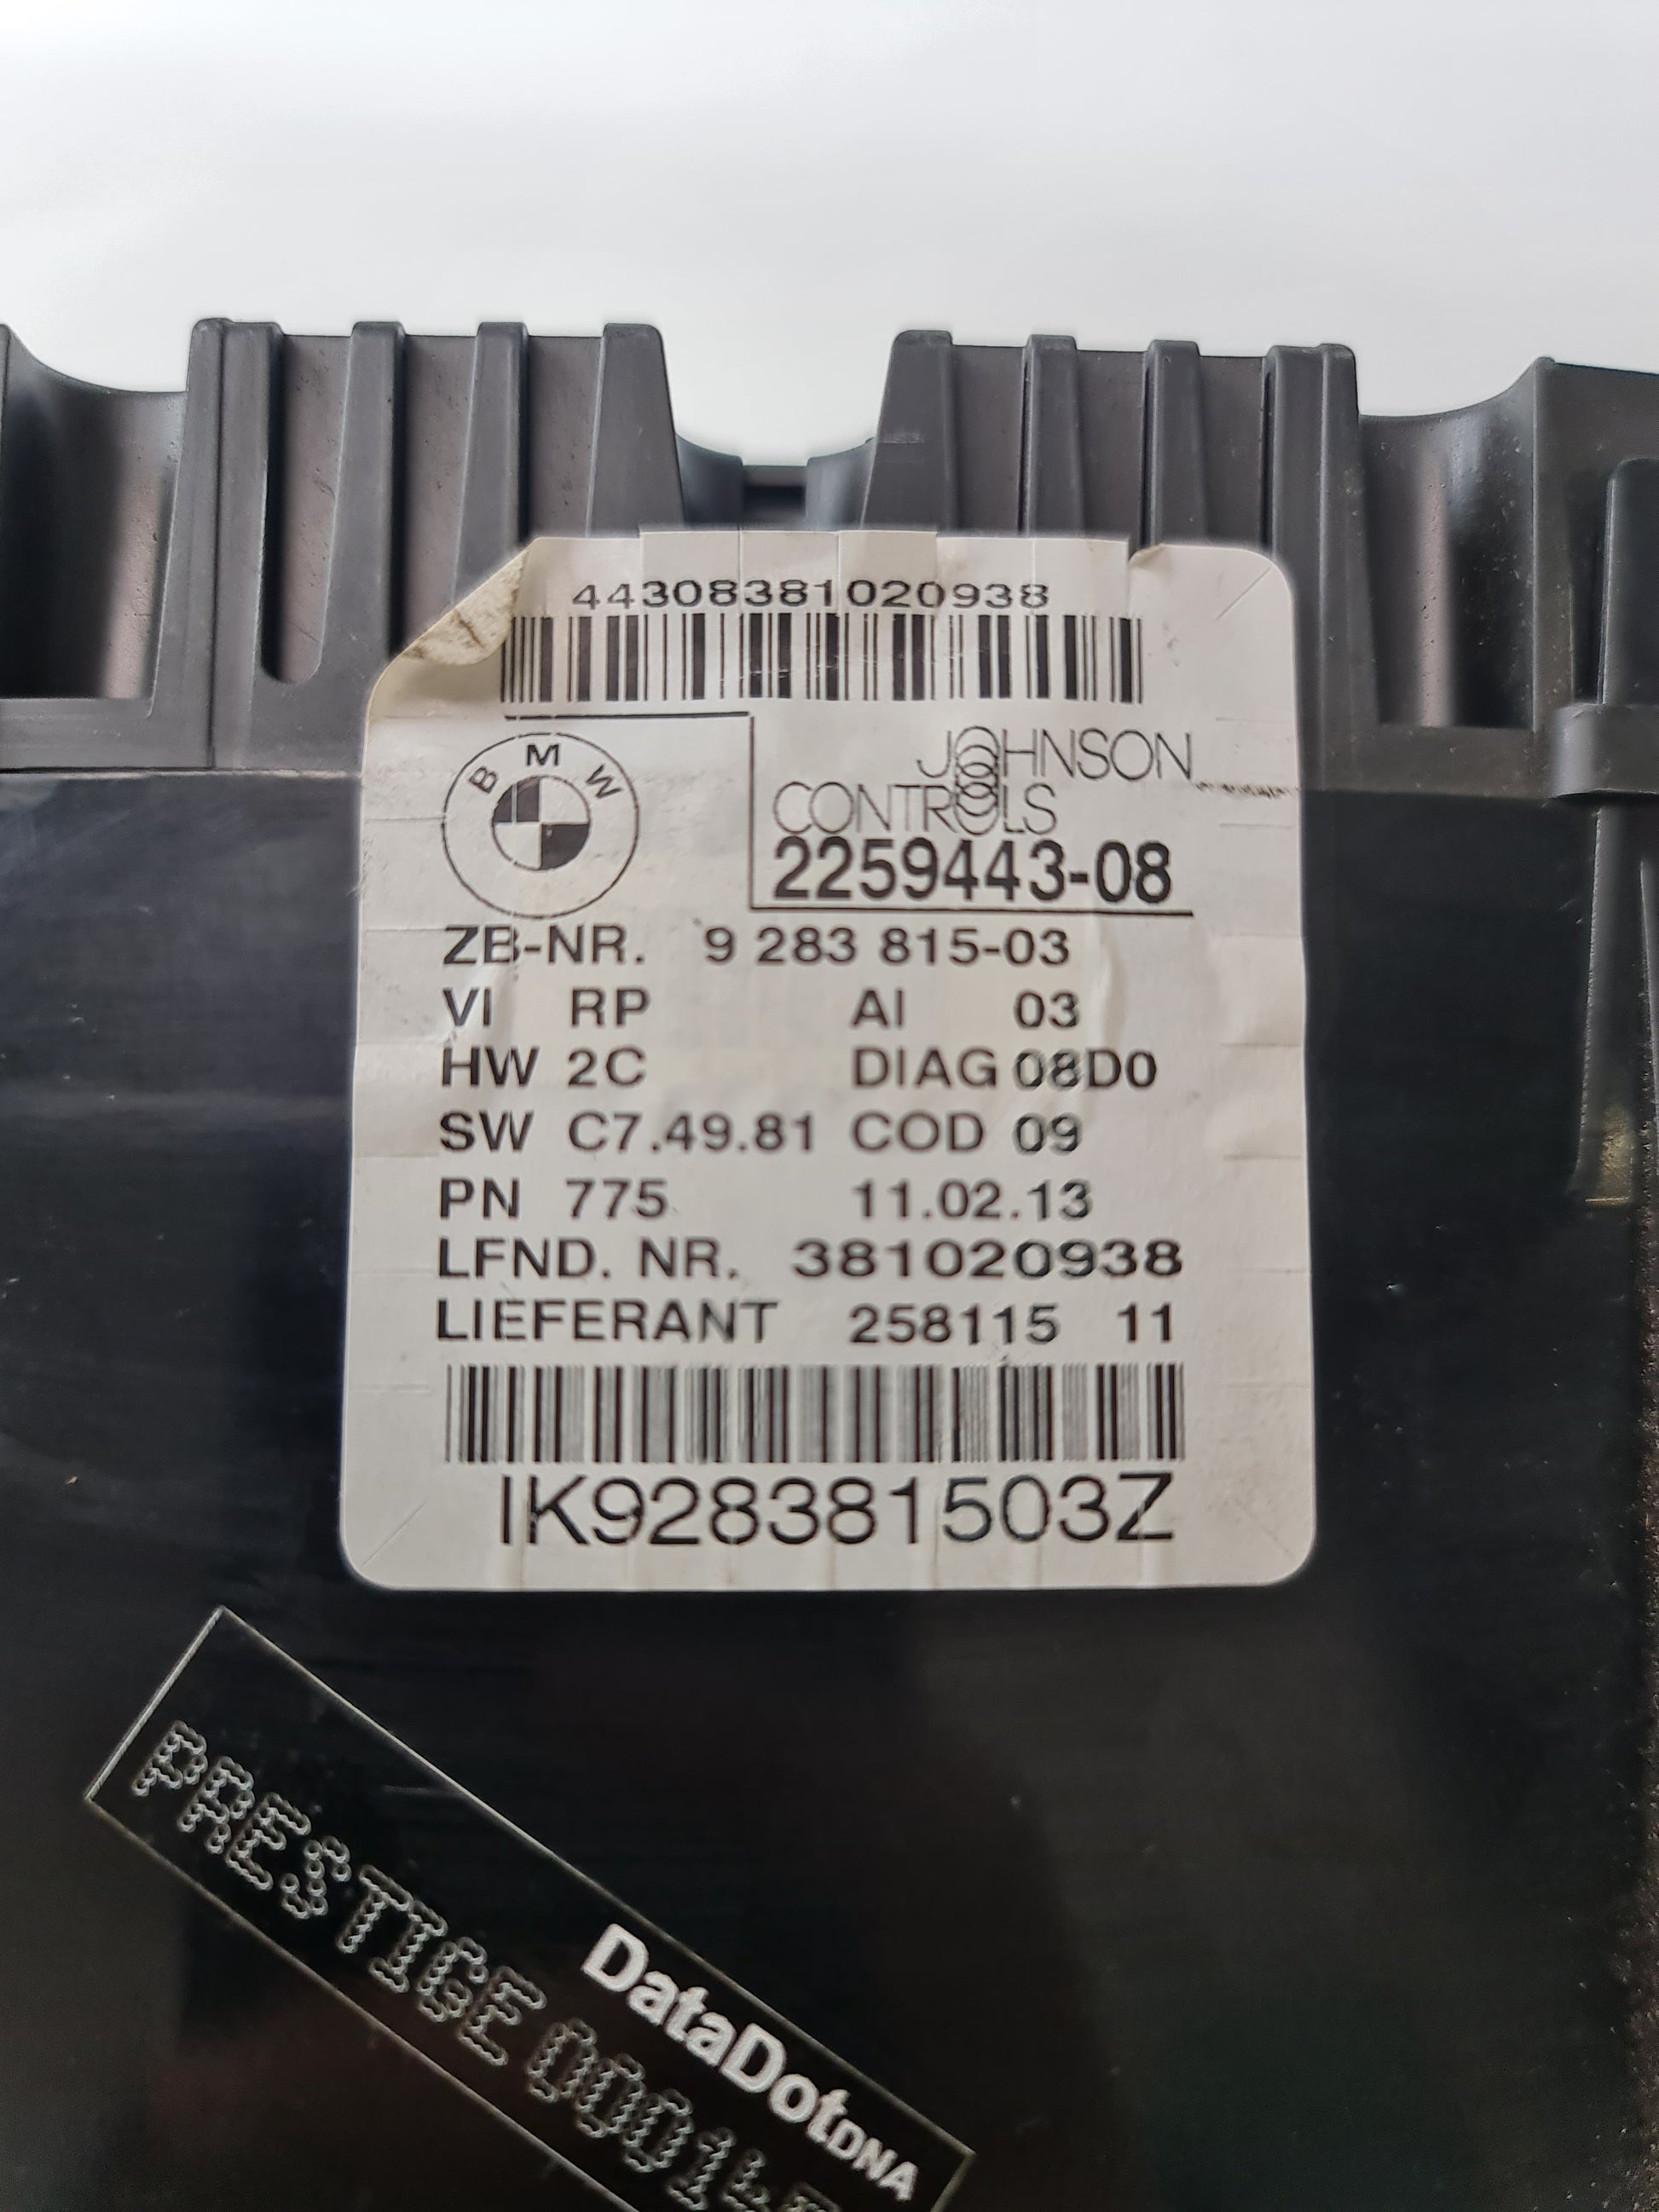 44308381020938
BMW
JOHNSON
CONTROLS
2259443-08
ZB-NR. 9 283 815-03
VI RP AI 03
HW 2C DIAG 08D0
SW C7.49.81 COD 09
PN 775 11.02.13
LFND. NR. 381020938
LIEFERANT 258115 11
IK928381503Z
DataDotDNA
PRESTIGE